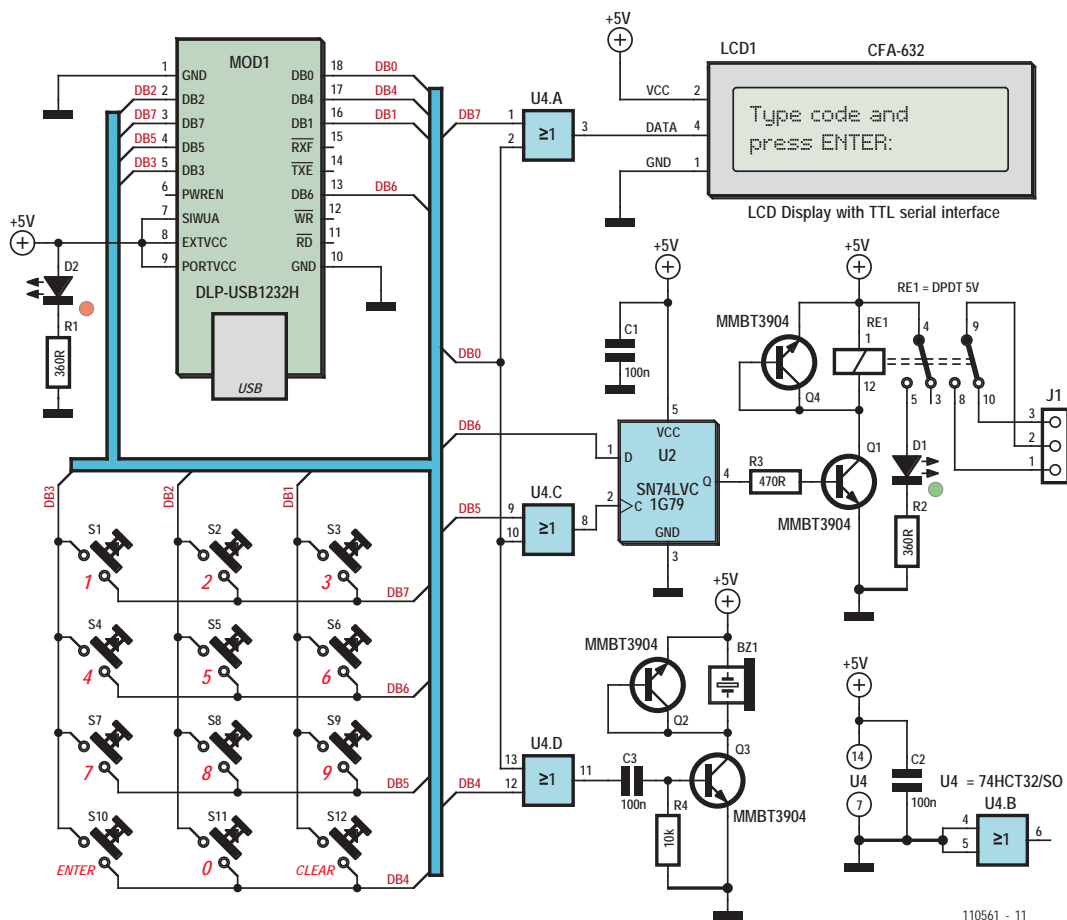 +5V
LCD1
CFA-632
VCC 2
DATA 4
GND 1
Type code and
press ENTER:
LCD Display with TTL serial interface
MOD1
1 GND
2 DB2
3 DB7
4 DB5
5 DB3
6 PWREN
7 SIWUA
8 EXTVCC
9 PORTVCC
DB0 18
DB4 17
DB1 16
RXF 15
TXE 14
DB6 13
WR 12
RD 11
GND 10
DLP-USB1232H
USB
DB2
DB7
DB5
DB3
DB0
DB4
DB1
DB6
+5V
D2
R1
360R
DB7
1
2
U4.A
≥1
3
DB0
DB6
DB5
9
10
U4.C
≥1
8
+5V
C1
100n
5
VCC
1 D
U2
2 C
SN74LVC
1G79
Q 4
GND
3
R3
470R
+5V
MMBT3904
Q4
RE1
1
12
RE1 = DPDT 5V
4
9
5
3
8
10
J1
3
2
1
Q1
MMBT3904
D1
R2
360R
DB3
DB2
DB1
S1
1
S2
2
S3
3
DB7
S4
4
S5
5
S6
6
DB6
S7
7
S8
8
S9
9
DB5
S10
ENTER
S11
0
S12
CLEAR
DB4
DB4
13
12
U4.D
≥1
11
C3
100n
R4
10k
+5V
MMBT3904
Q2
BZ1
Q3
MMBT3904
+5V
14
U4
7
C2
100n
U4 = 74HCT32/SO
U4.B
4
5
≥1
6
110561 - 11